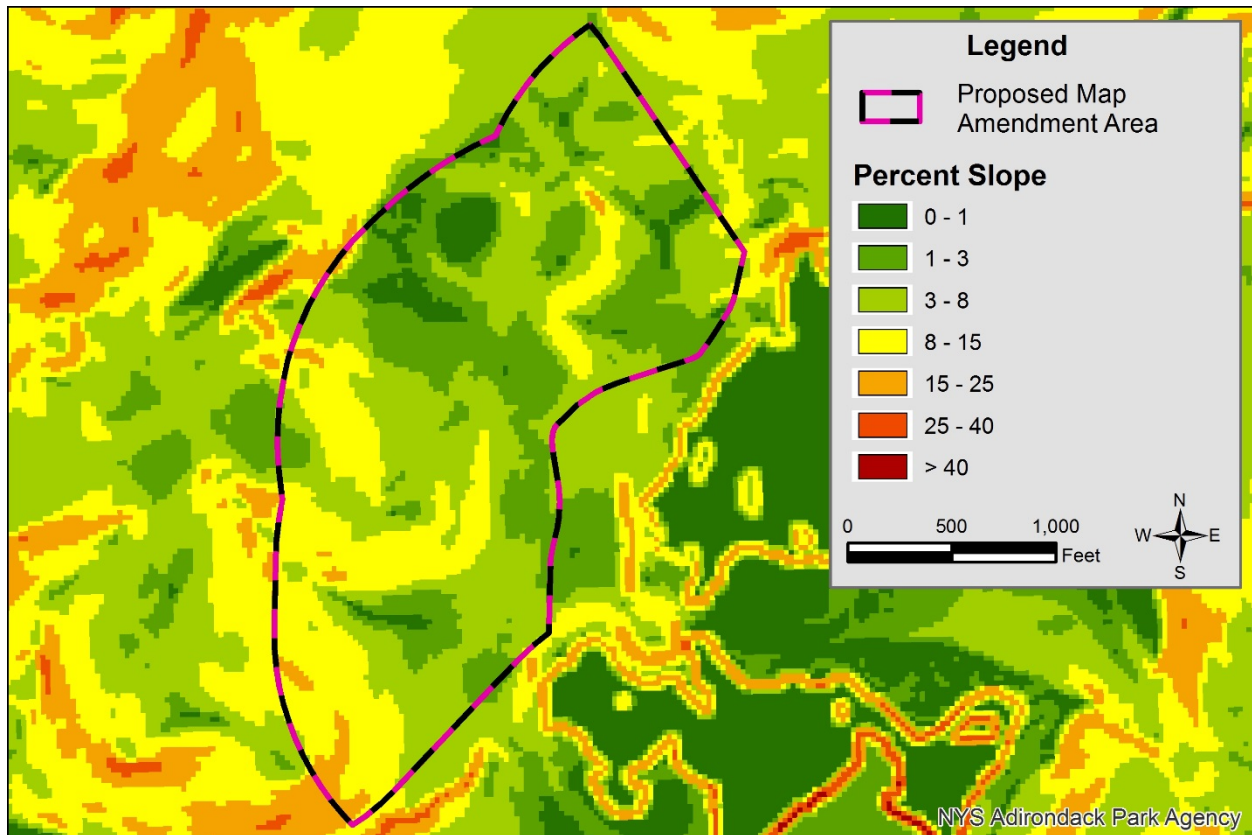 Legend
Proposed Map
Amendment Area
Percent Slope
0 - 1
1 - 3
3 - 8
8 - 15
15 - 25
25 - 40
> 40
0 500 1,000
Feet
N
W E
S
NYS Adirondack Park Agency